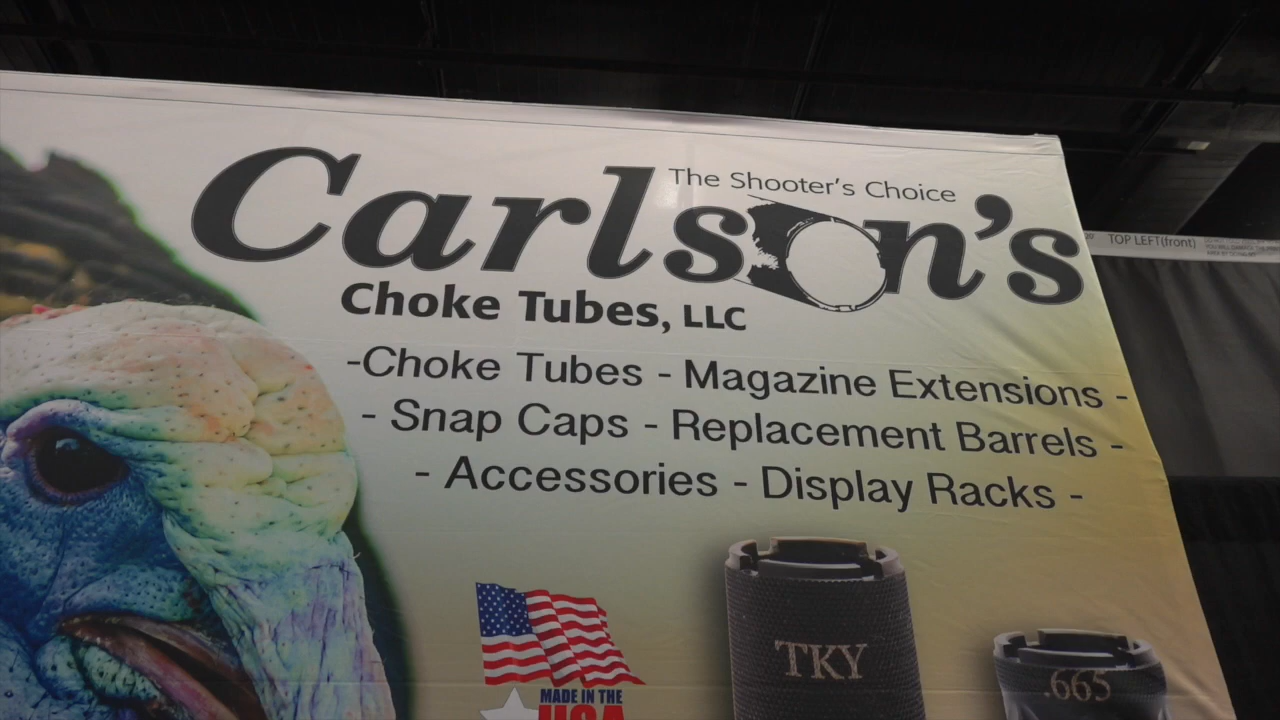 The Shooter's Choice
Carlson's
Choke Tubes, LLC
-Choke Tubes - Magazine Extensions -
- Snap Caps - Replacement Barrels -
- Accessories - Display Racks -
TOP LEFT(front)
TKY
.665
MADE IN THE
USA